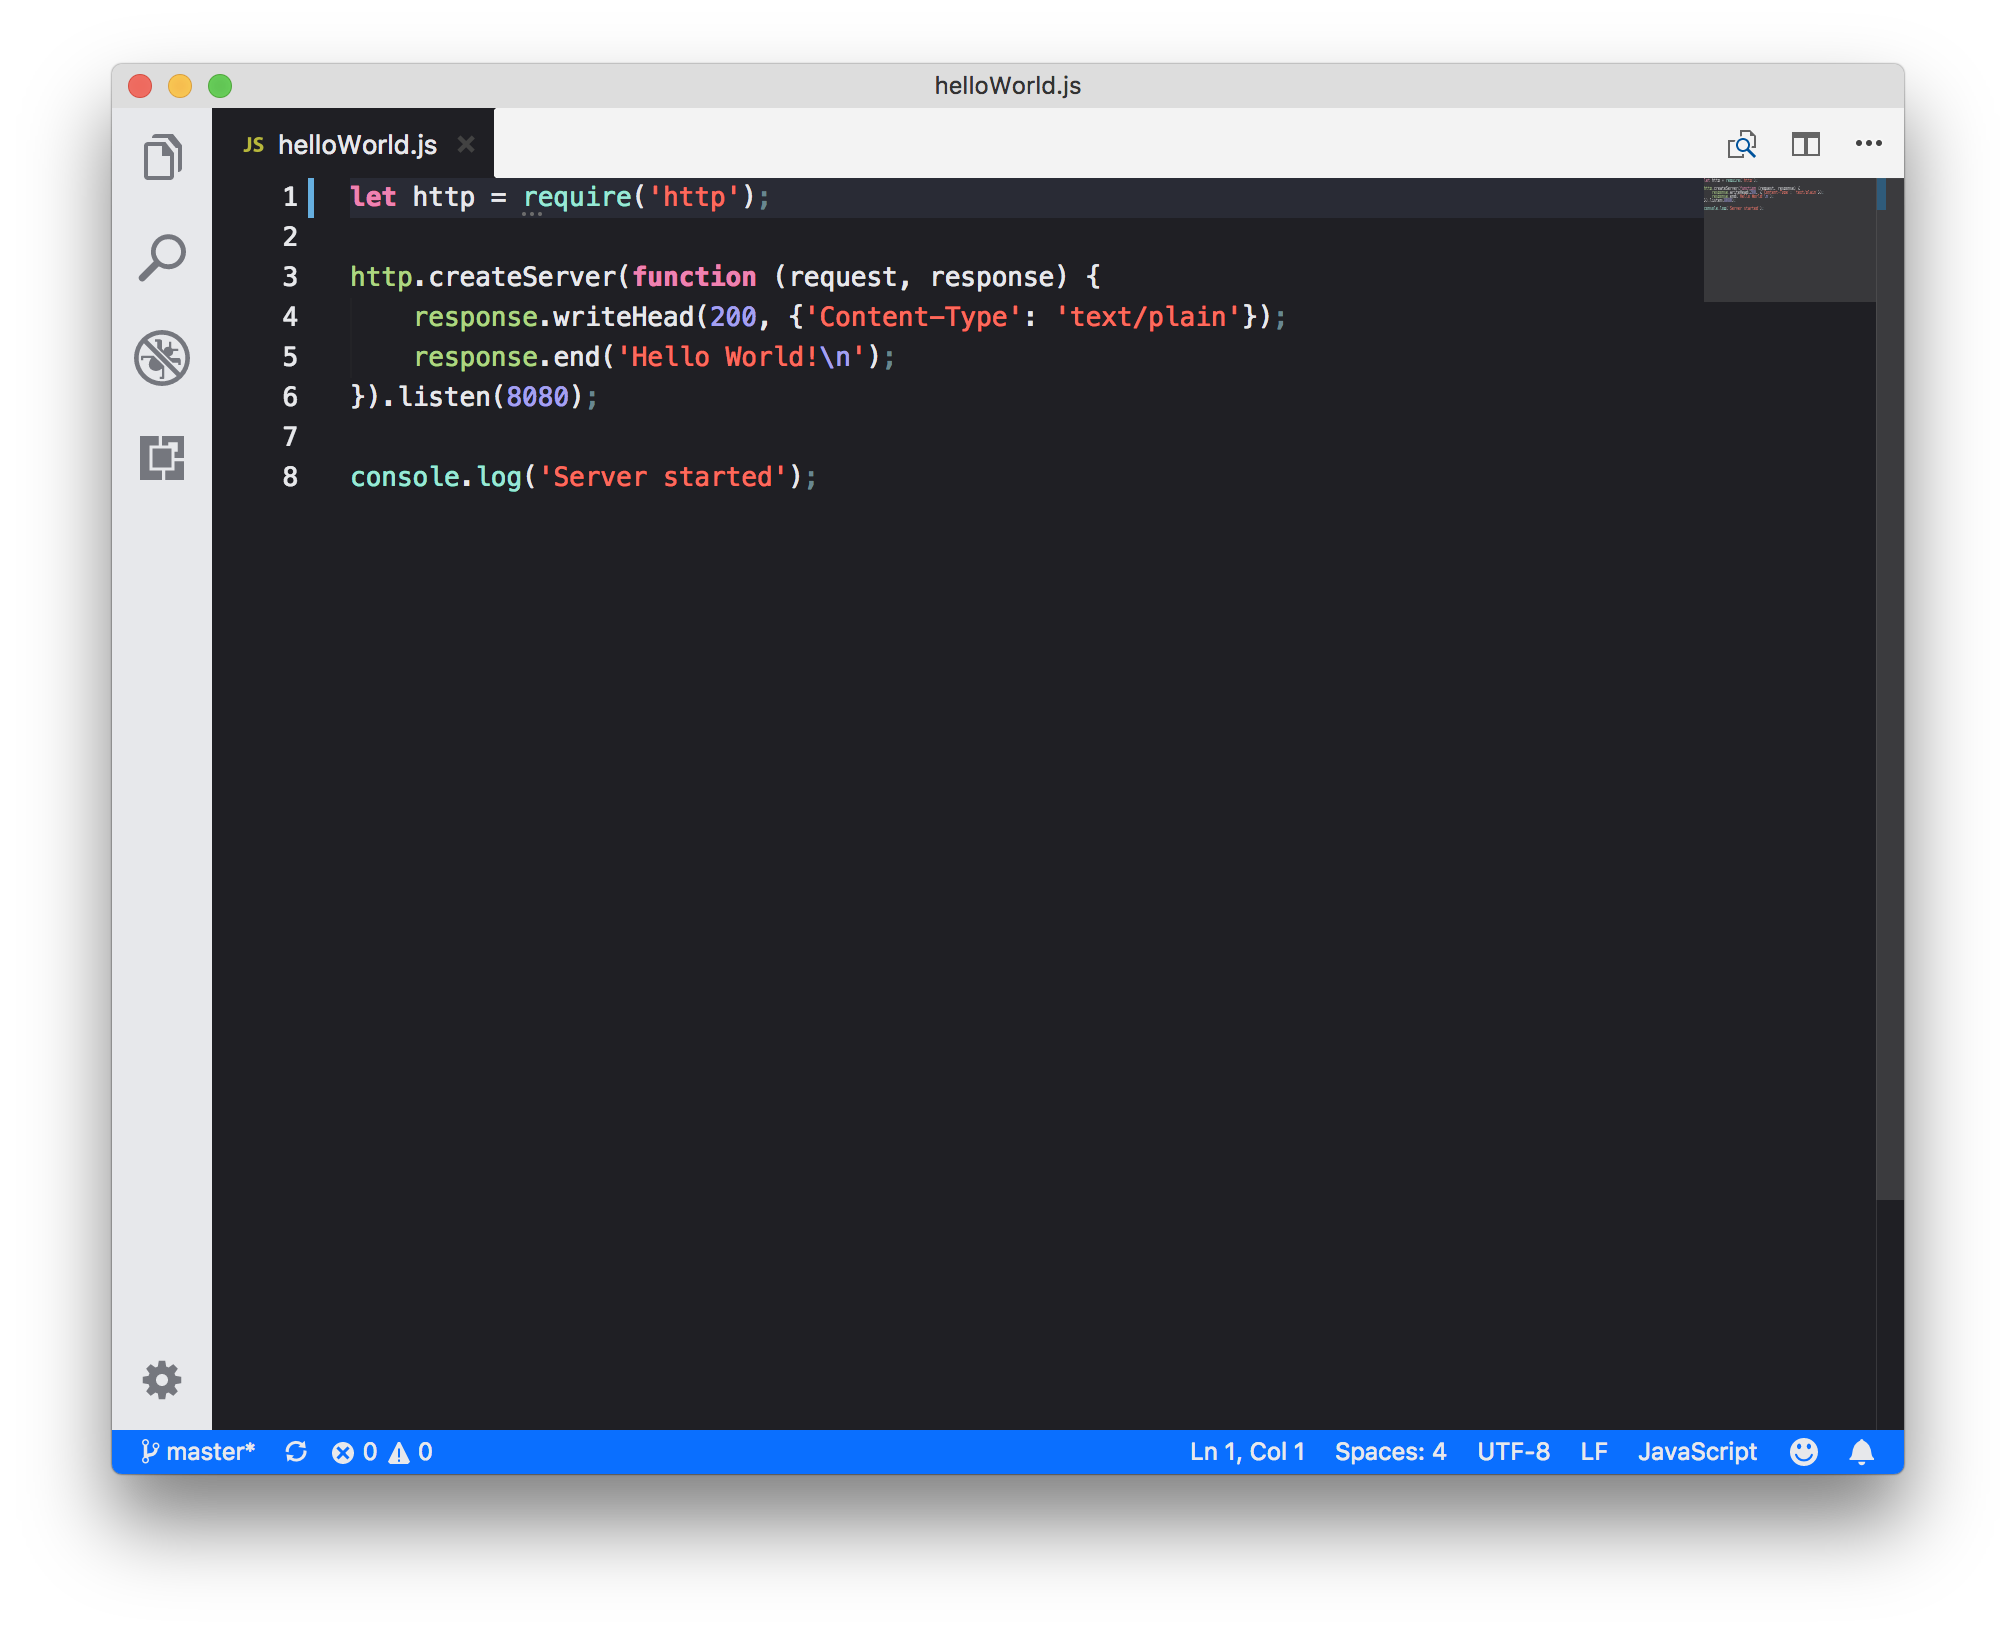 helloWorld.js
JS helloWorld.js
1 let http = require('http');
2
3 http.createServer(function (request, response) {
4     response.writeHead(200, {'Content-Type': 'text/plain'});
5     response.end('Hello World!\n');
6 }).listen(8080);
7
8 console.log('Server started');
master* 0 0 Ln 1, Col 1 Spaces: 4 UTF-8 LF JavaScript